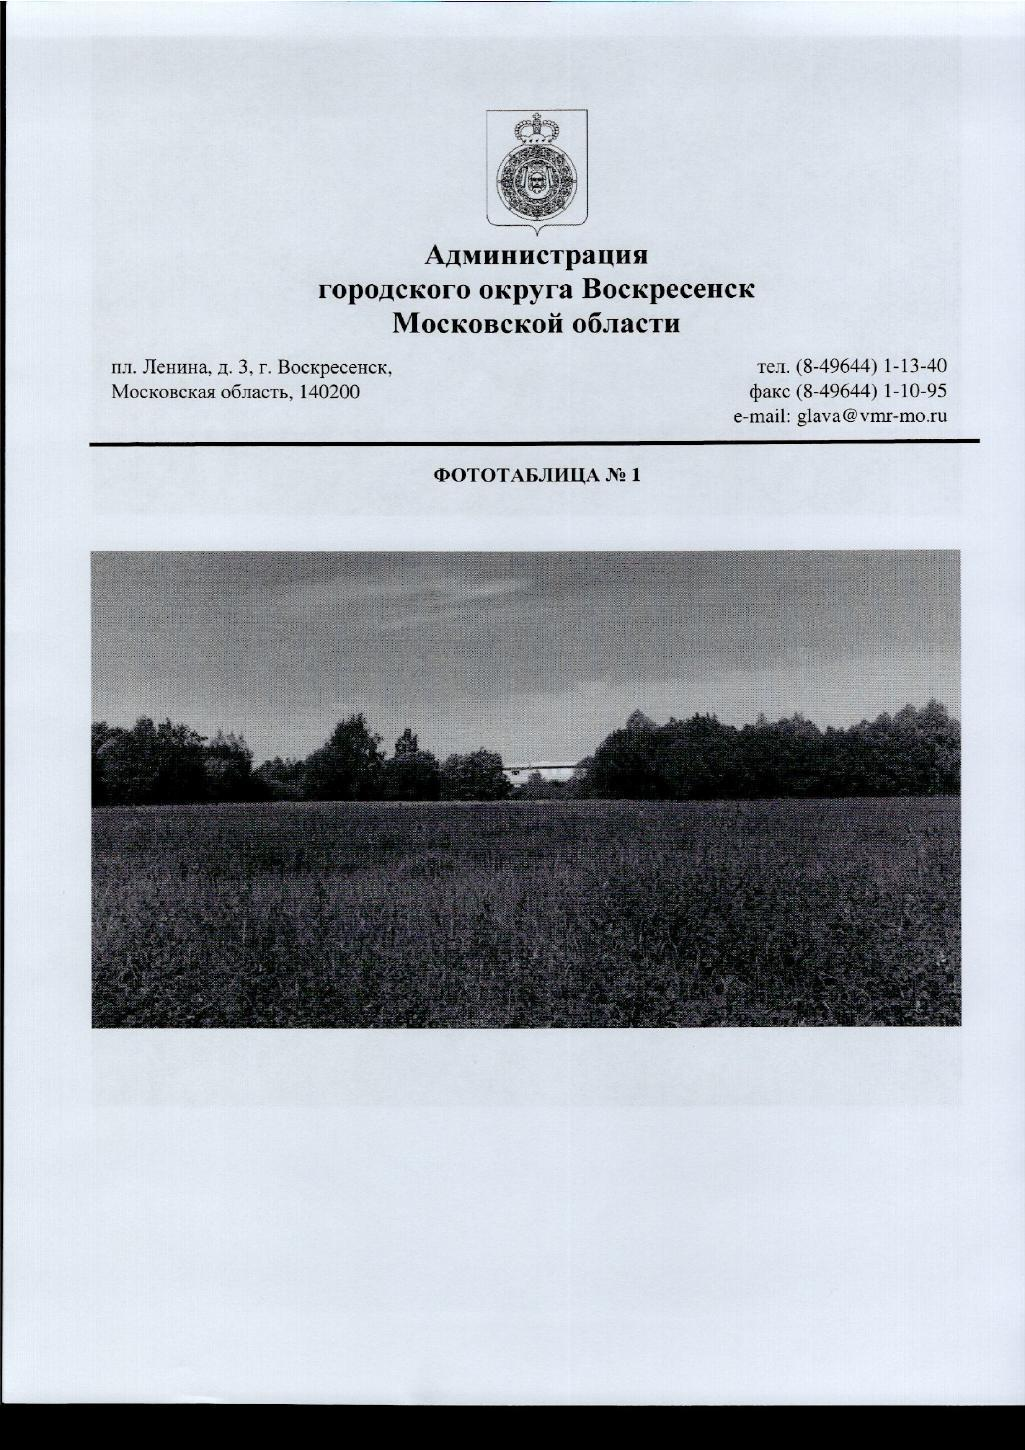 Администрация
городского округа Воскресенск
Московской области
пл. Ленина, д. 3, г. Воскресенск,
Московская область, 140200
тел. (8-49644) 1-13-40
факс (8-49644) 1-10-95
e-mail: glava@vmr-mo.ru
ФОТОТАБЛИЦА № 1